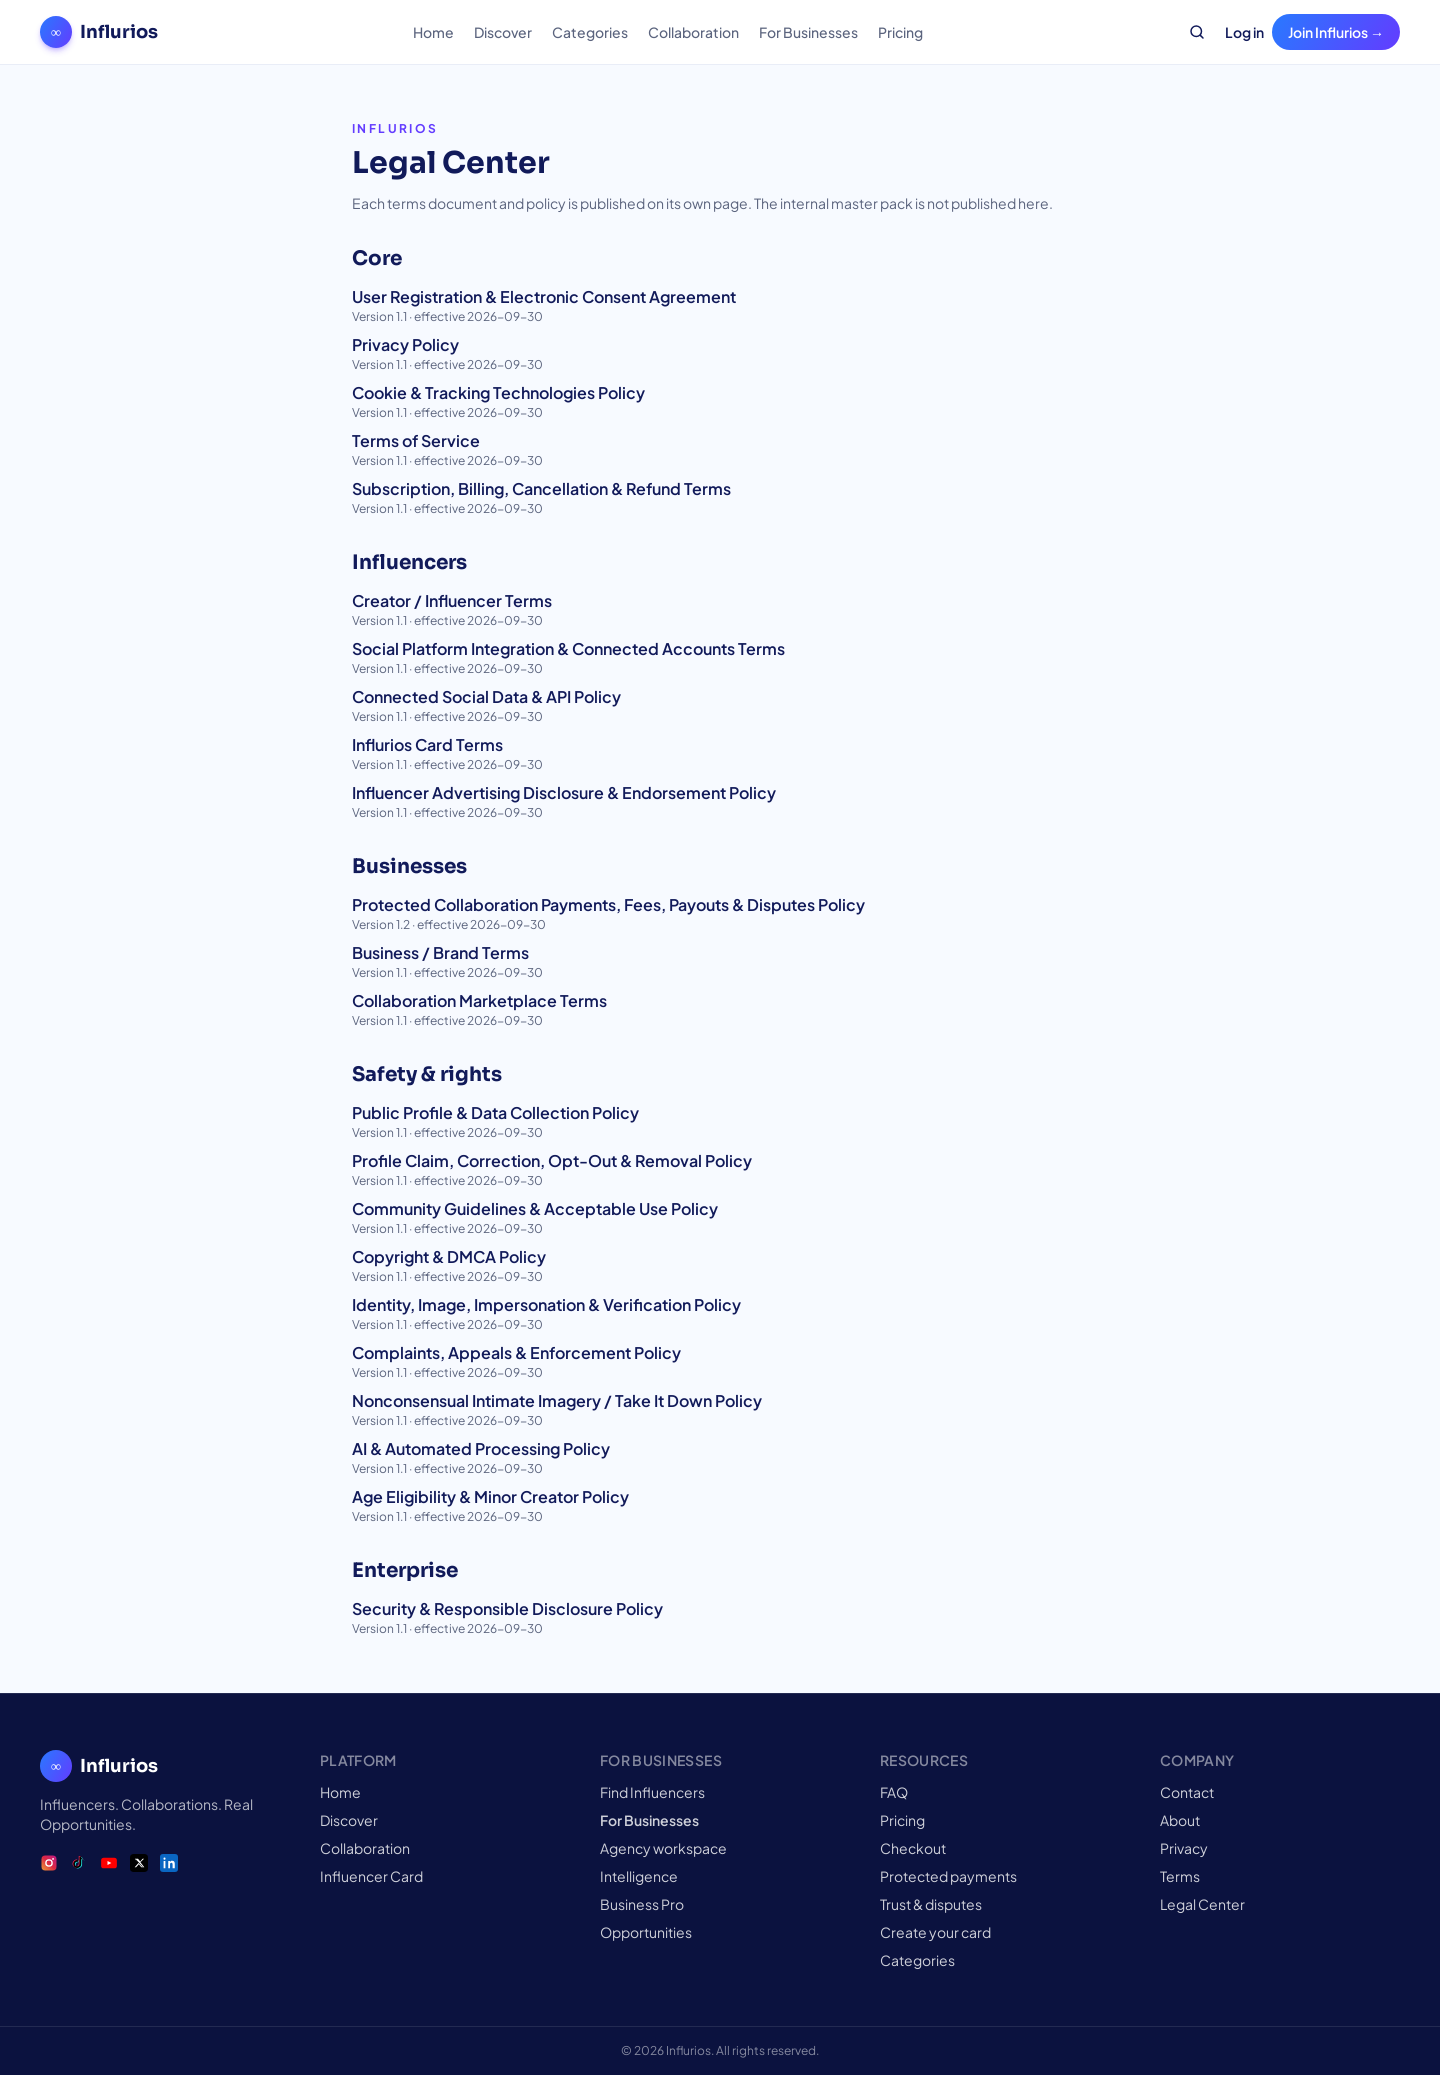 ∞ Influrios
Home Discover Categories Collaboration For Businesses Pricing
Log in Join Influrios →
INFLURIOS
Legal Center
Each terms document and policy is published on its own page. The internal master pack is not published here.
Core
User Registration & Electronic Consent Agreement
Version 1.1 · effective 2026-09-30
Privacy Policy
Version 1.1 · effective 2026-09-30
Cookie & Tracking Technologies Policy
Version 1.1 · effective 2026-09-30
Terms of Service
Version 1.1 · effective 2026-09-30
Subscription, Billing, Cancellation & Refund Terms
Version 1.1 · effective 2026-09-30
Influencers
Creator / Influencer Terms
Version 1.1 · effective 2026-09-30
Social Platform Integration & Connected Accounts Terms
Version 1.1 · effective 2026-09-30
Connected Social Data & API Policy
Version 1.1 · effective 2026-09-30
Influrios Card Terms
Version 1.1 · effective 2026-09-30
Influencer Advertising Disclosure & Endorsement Policy
Version 1.1 · effective 2026-09-30
Businesses
Protected Collaboration Payments, Fees, Payouts & Disputes Policy
Version 1.2 · effective 2026-09-30
Business / Brand Terms
Version 1.1 · effective 2026-09-30
Collaboration Marketplace Terms
Version 1.1 · effective 2026-09-30
Safety & rights
Public Profile & Data Collection Policy
Version 1.1 · effective 2026-09-30
Profile Claim, Correction, Opt-Out & Removal Policy
Version 1.1 · effective 2026-09-30
Community Guidelines & Acceptable Use Policy
Version 1.1 · effective 2026-09-30
Copyright & DMCA Policy
Version 1.1 · effective 2026-09-30
Identity, Image, Impersonation & Verification Policy
Version 1.1 · effective 2026-09-30
Complaints, Appeals & Enforcement Policy
Version 1.1 · effective 2026-09-30
Nonconsensual Intimate Imagery / Take It Down Policy
Version 1.1 · effective 2026-09-30
AI & Automated Processing Policy
Version 1.1 · effective 2026-09-30
Age Eligibility & Minor Creator Policy
Version 1.1 · effective 2026-09-30
Enterprise
Security & Responsible Disclosure Policy
Version 1.1 · effective 2026-09-30
∞ Influrios
Influencers. Collaborations. Real
Opportunities.
PLATFORM
Home
Discover
Collaboration
Influencer Card
FOR BUSINESSES
Find Influencers
For Businesses
Agency workspace
Intelligence
Business Pro
Opportunities
RESOURCES
FAQ
Pricing
Checkout
Protected payments
Trust & disputes
Create your card
Categories
COMPANY
Contact
About
Privacy
Terms
Legal Center
© 2026 Influrios. All rights reserved.